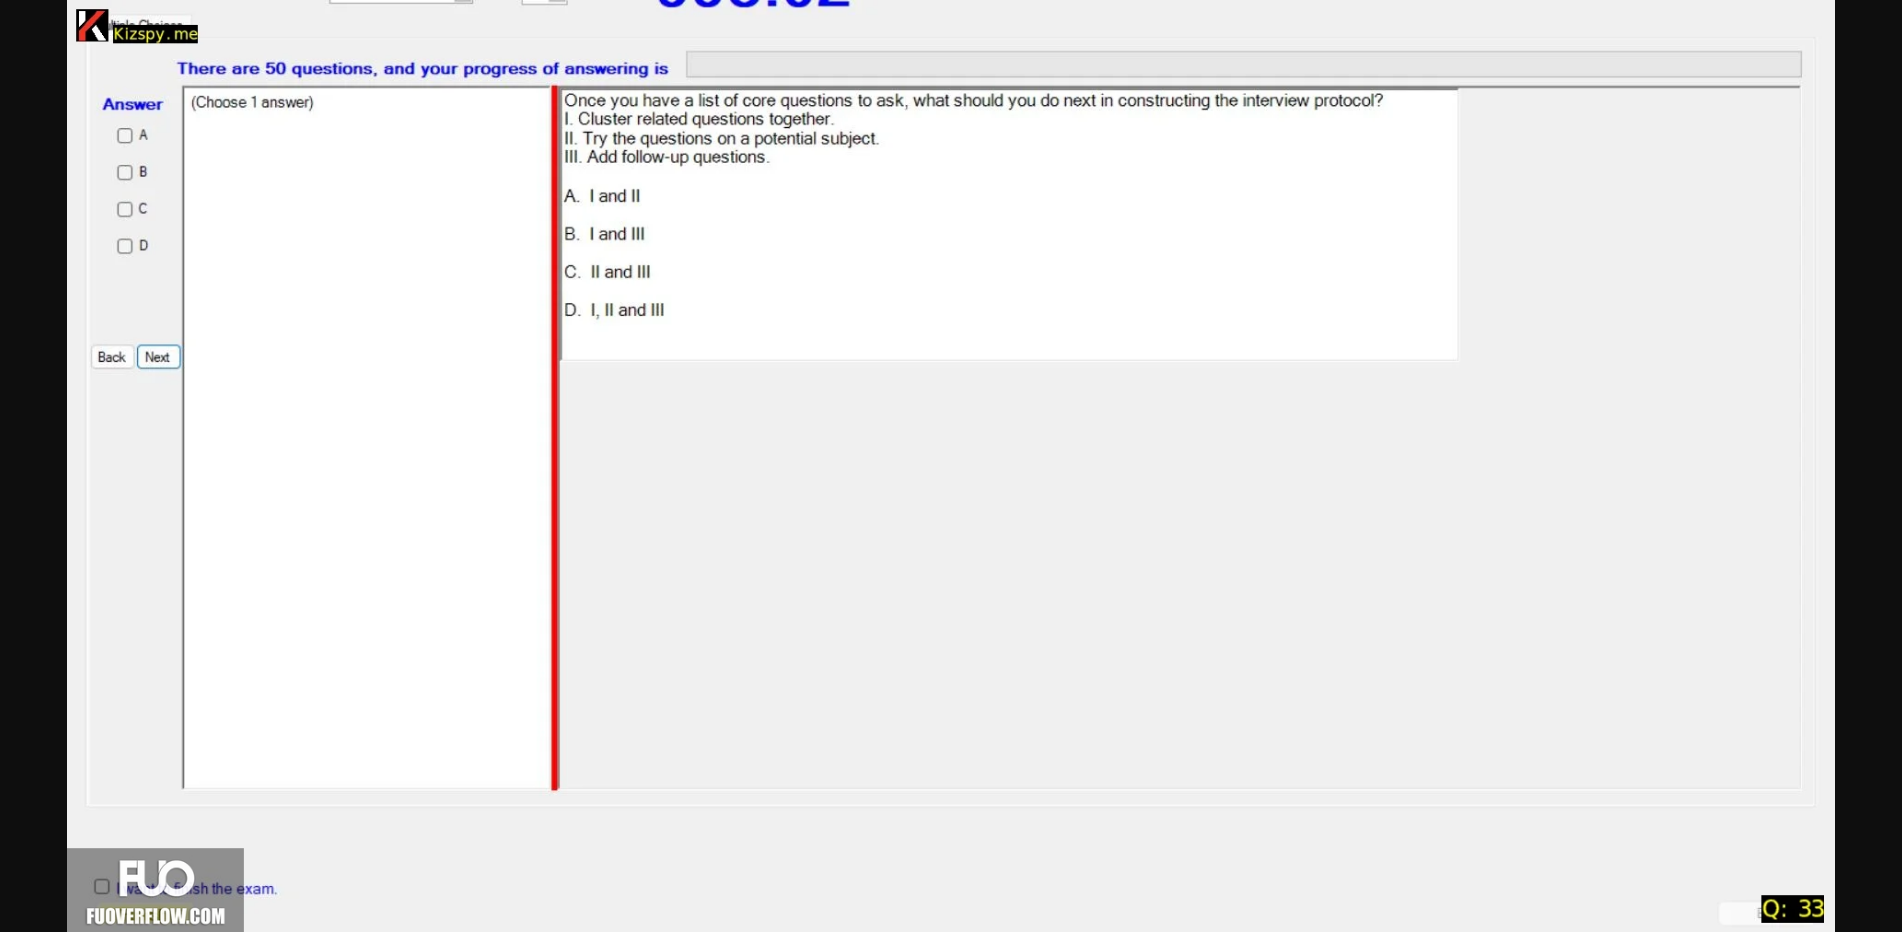 Kizspy.me
There are 50 questions, and your progress of answering is
Answer
(Choose 1 answer)
A
B
C
D
Back
Next
Once you have a list of core questions to ask, what should you do next in constructing the interview protocol?
I. Cluster related questions together.
II. Try the questions on a potential subject.
III. Add follow-up questions.
A. I and II
B. I and III
C. II and III
D. I, II and III
FUO
the exam.
FUOVERFLOW.COM
Q: 33